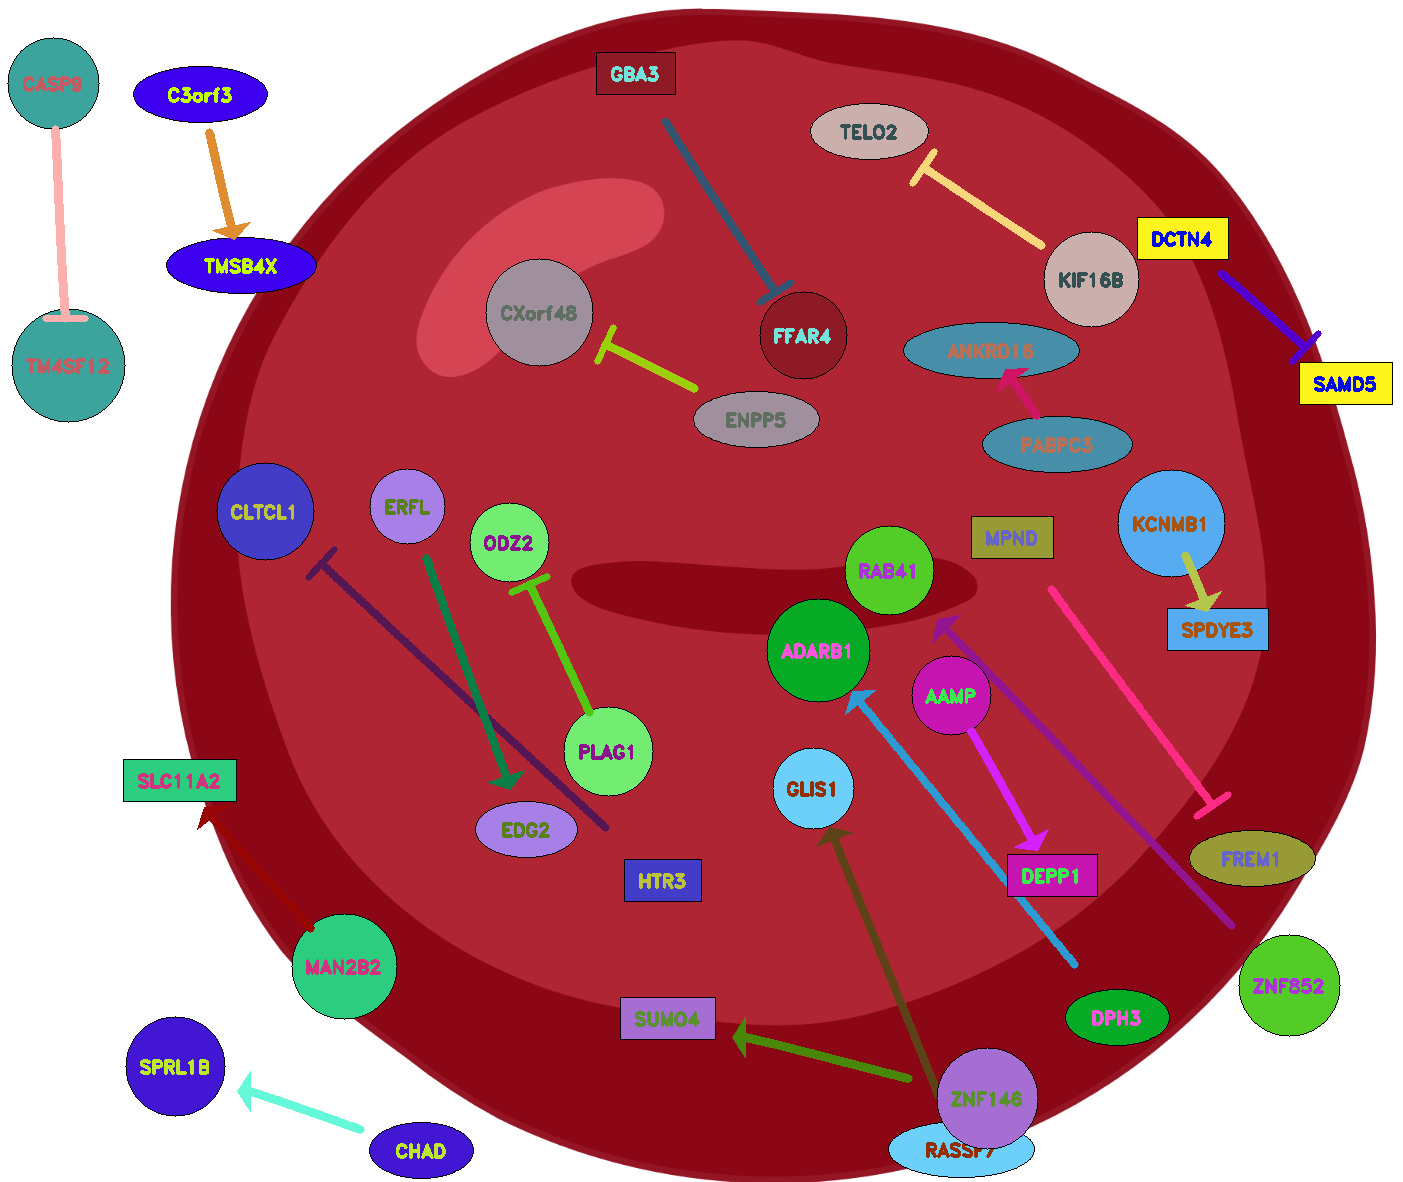 GBA3
CASP9
C3orf3
TELO2
DCTN4
TMSB4X
KIF16B
CXorf48
FFAR4
ANKRD16
TM4SF12
SAMD5
ENPP5
PABPC3
CLTCL1
ERFL
ODZ2
MPND
KCNMB1
RAB41
SPDYE3
ADARB1
AAMP
PLAG1
SLC11A2
GLIS1
EDG2
FREM1
DEPP1
HTR3
MAN2B2
ZNF852
SUMO4
DPH3
SPRL1B
ZNF146
CHAD
RASSF7